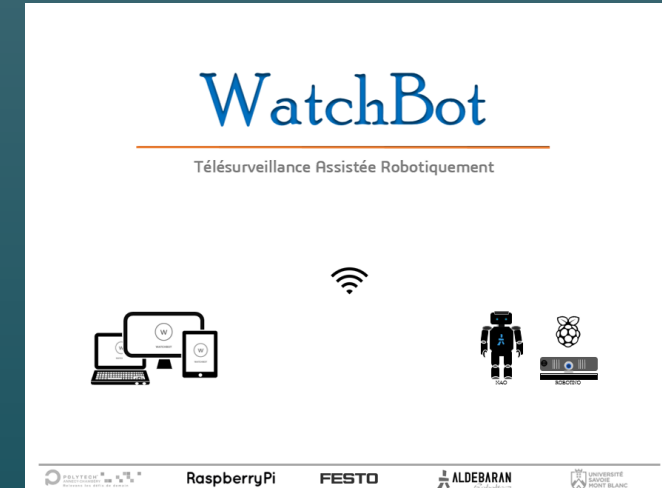 WatchBot
Télésurveillance Assistée Robotiquement
W
W
W
NAO
ROBOTINO
POLYTECH
RaspberryPi
FESTO
ALDEBARAN
UNIVERSITÉ
SAVOIE
MONT BLANC